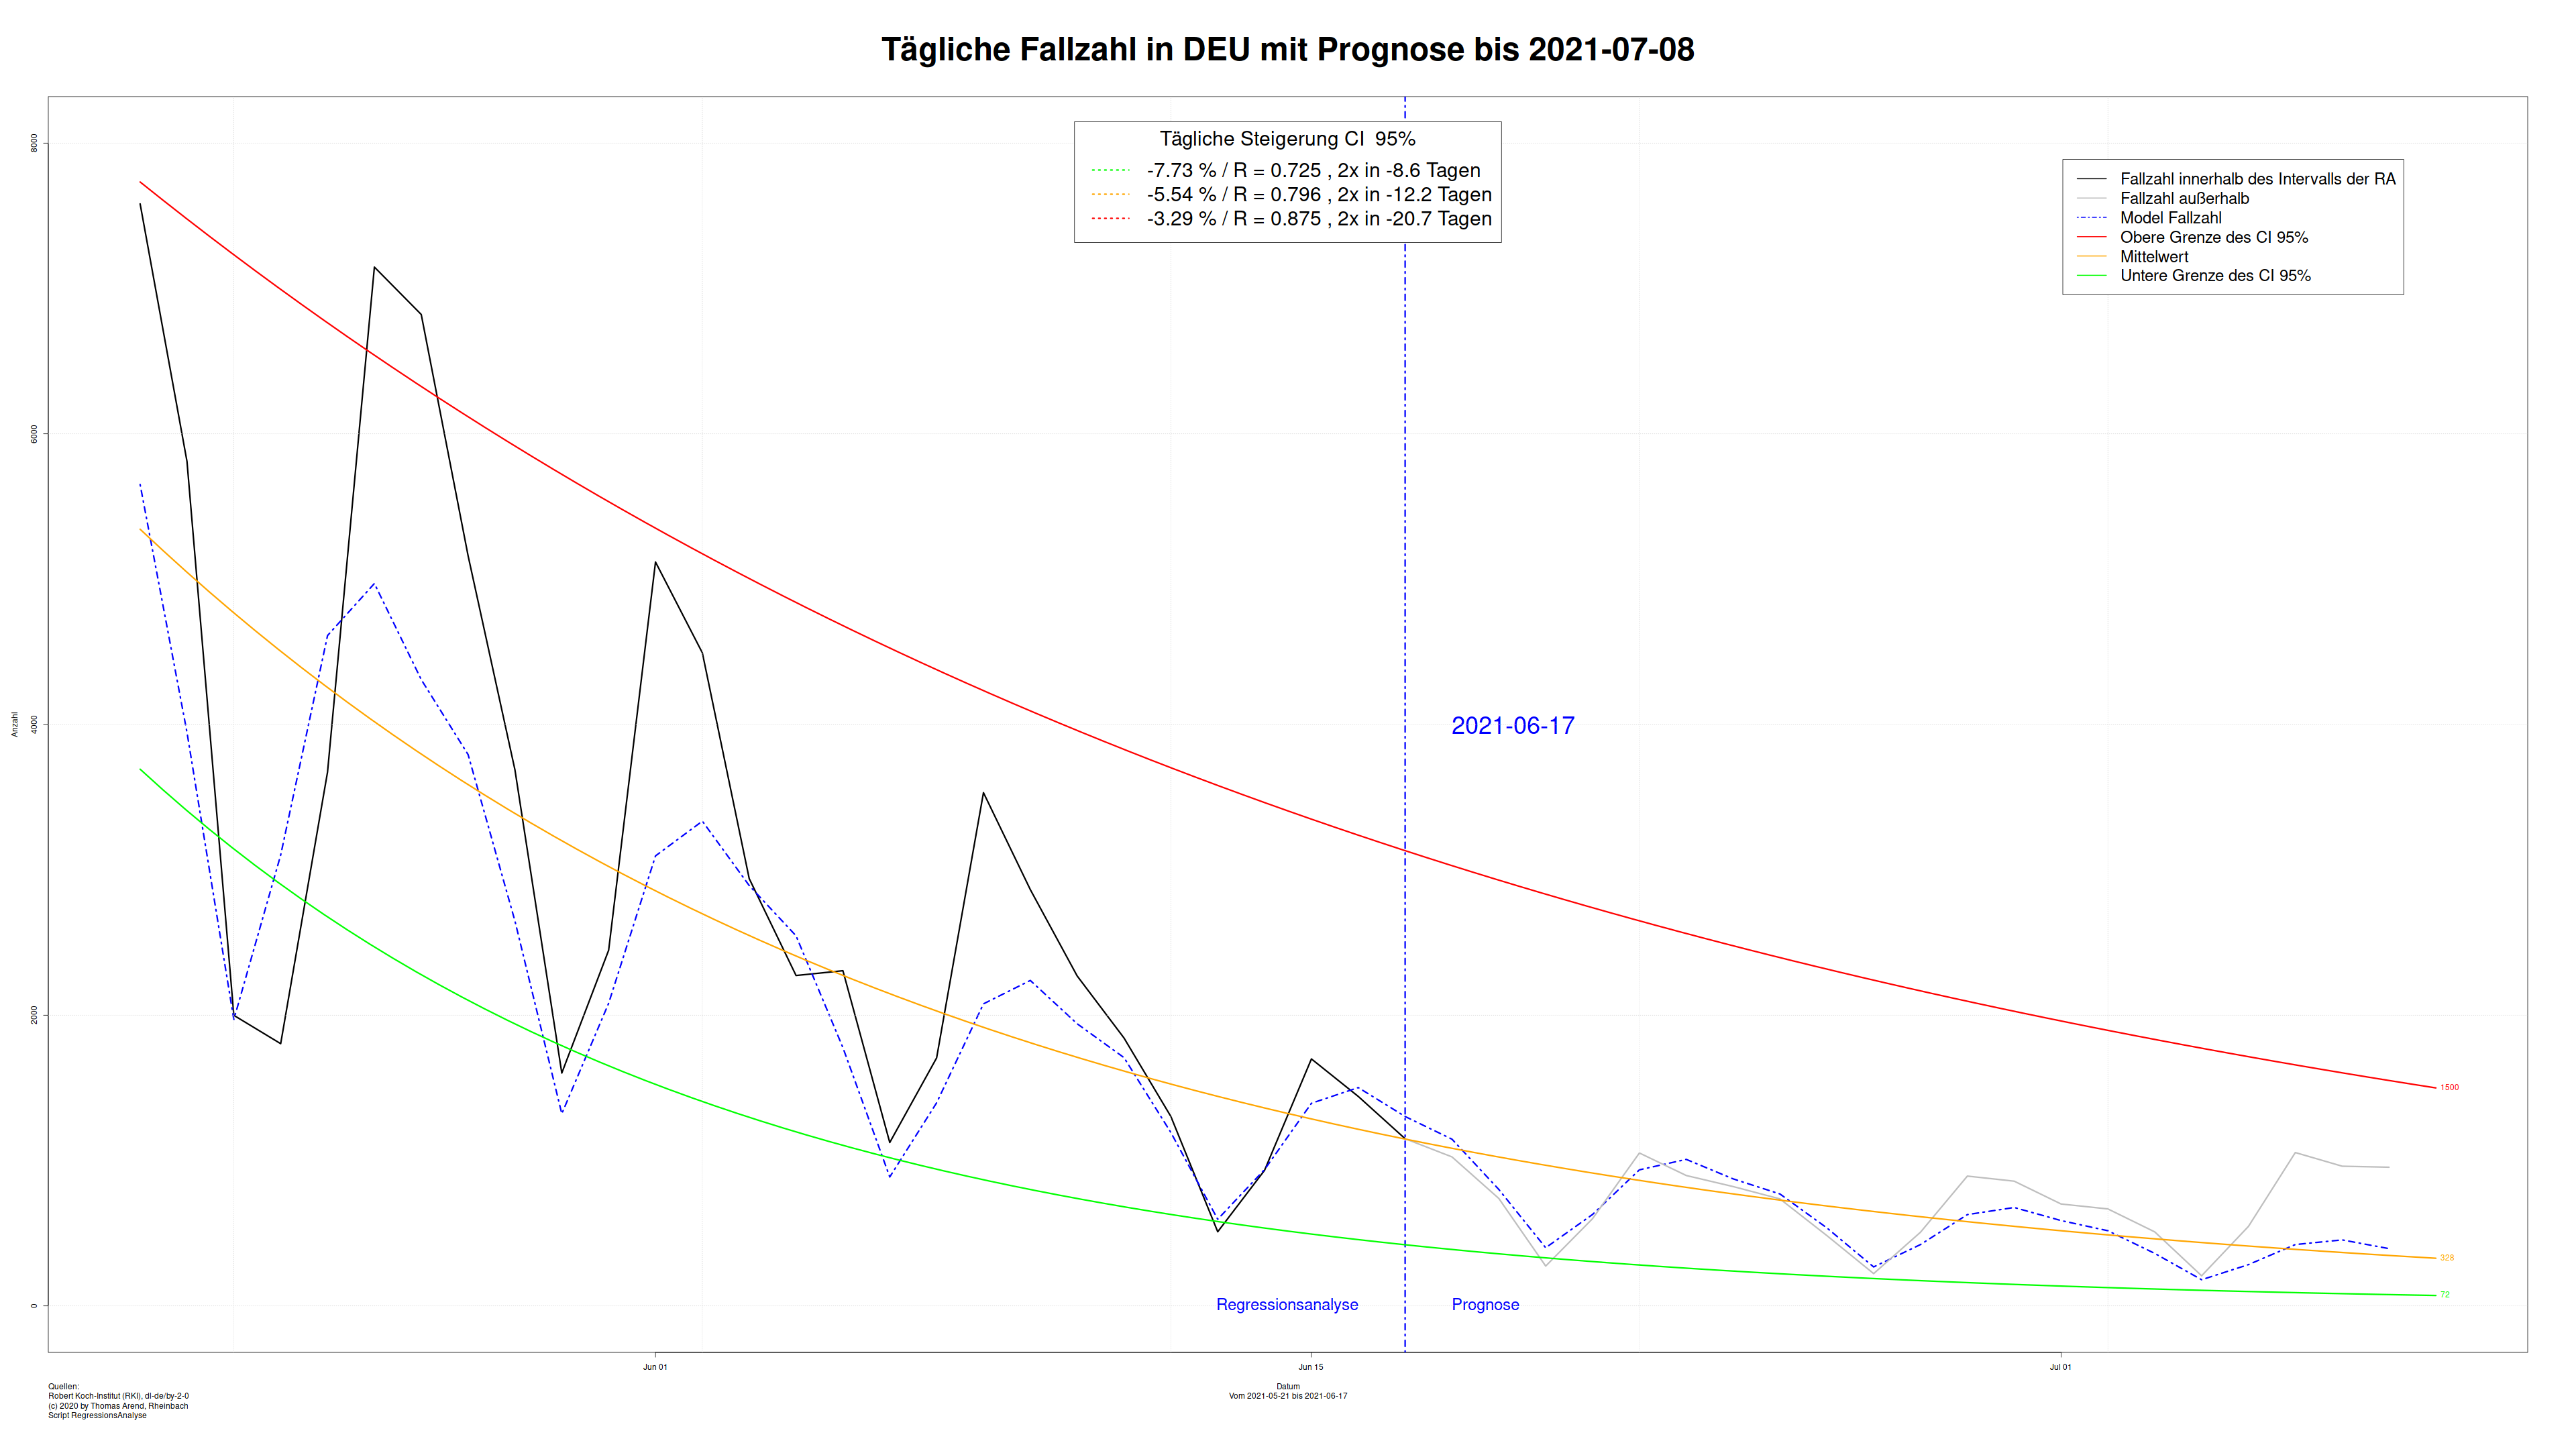 Tägliche Fallzahl in DEU mit Prognose bis 2021-07-08
Tägliche Steigerung CI  95%
-7.73 % / R = 0.725 , 2x in -8.6 Tagen
-5.54 % / R = 0.796 , 2x in -12.2 Tagen
-3.29 % / R = 0.875 , 2x in -20.7 Tagen
Fallzahl innerhalb des Intervalls der RA
Fallzahl außerhalb
Model Fallzahl
Obere Grenze des CI 95%
Mittelwert
Untere Grenze des CI 95%
8000
6000
4000
2000
0
Anzahl
2021-06-17
1500
328
72
Regressionsanalyse
Prognose
Jun 01
Jun 15
Jul 01
Datum
Vom 2021-05-21 bis 2021-06-17
Quellen:
Robert Koch-Institut (RKI), dl-de/by-2-0
(c) 2020 by Thomas Arend, Rheinbach
Script RegressionsAnalyse